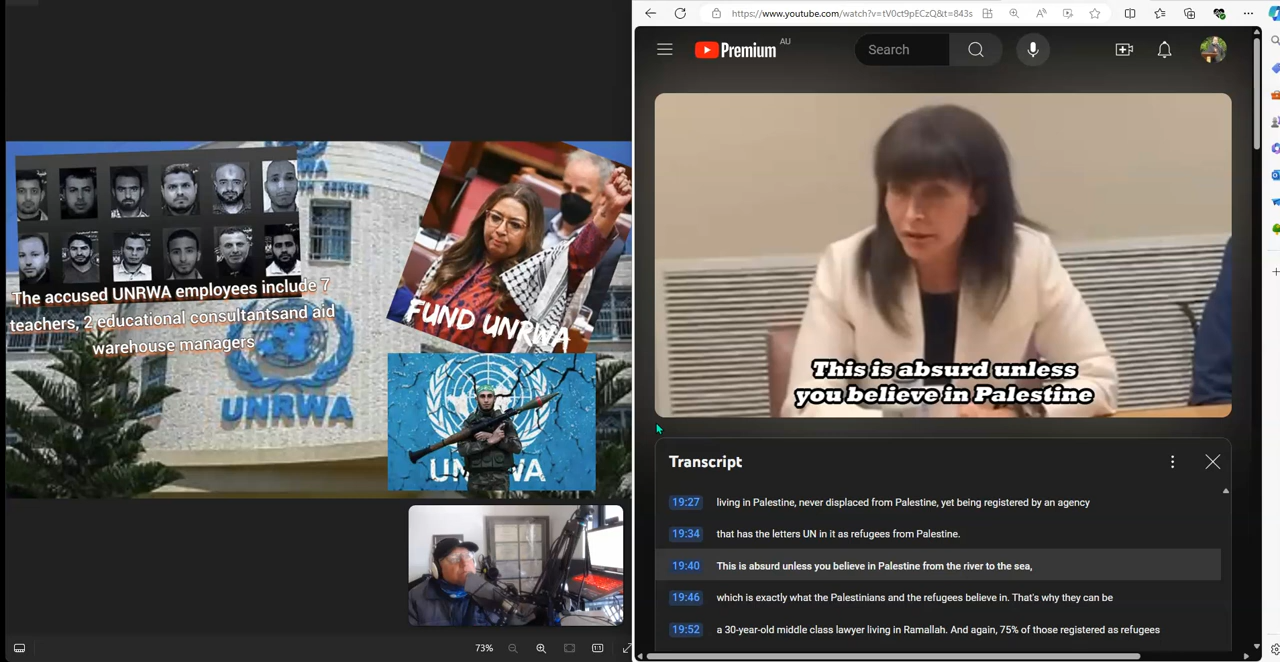 The accused UNRWA employees include 7
teachers, 2 educational consultantsand aid
warehouse managers
UNRWA
FUND UNRWA
73%
https://www.youtube.com/watch?v=tV0ct9pECzQ&t=843s
Premium
AU
Search
This is absurd unless
you believe in Palestine
Transcript
19:27 living in Palestine, never displaced from Palestine, yet being registered by an agency
19:34 that has the letters UN in it as refugees from Palestine.
19:40 This is absurd unless you believe in Palestine from the river to the sea,
19:46 which is exactly what the Palestinians and the refugees believe in. That's why they can be
19:52 a 30-year-old middle class lawyer living in Ramallah. And again, 75% of those registered as refugees